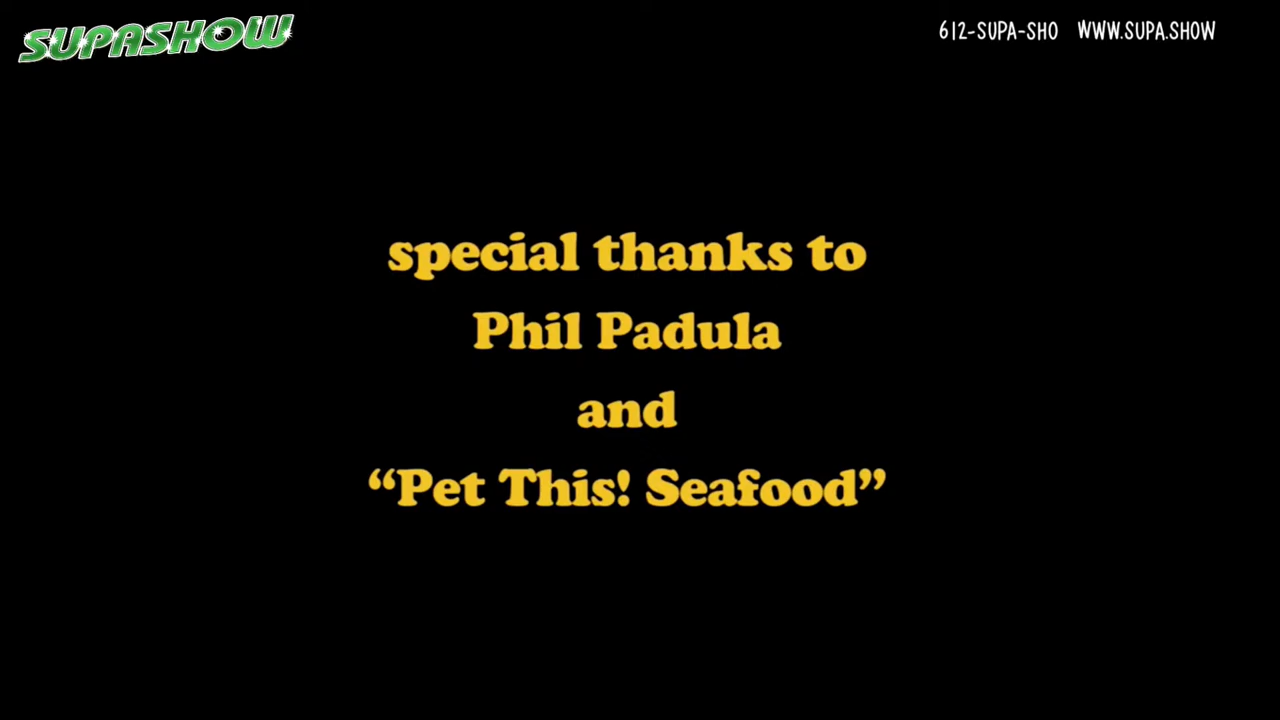 SUPASHOW
612-SUPA-SHO WWW.SUPA.SHOW
special thanks to
Phil Padula
and
“Pet This! Seafood”